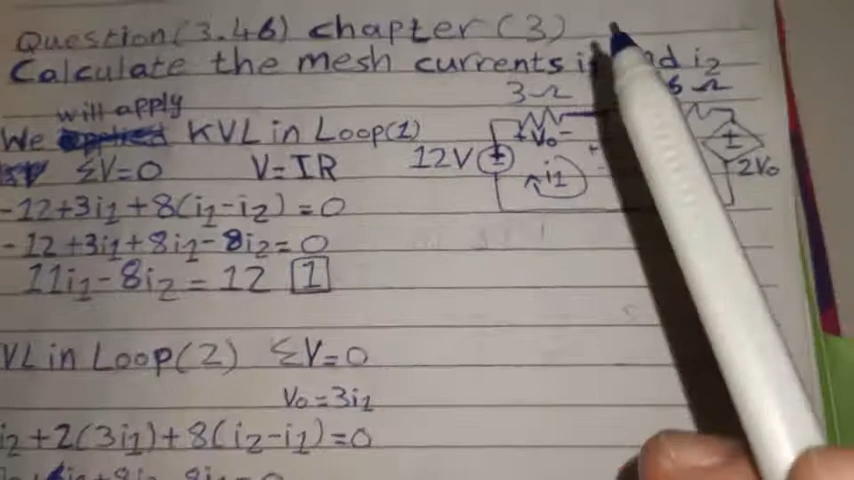 Question(3.46) chapter (3)
Calculate the mesh currents i2
will apply
We KVL in Loop(1)
ΣV=0 V=IR
-12+3i1+8(i1-i2)=0
-12+3i1+8i1-8i2=0
11i1-8i2=12 1
3Ω
6Ω
+Vo-
12V
i1
2Vo
VL in Loop(2) ΣV=0
Vo=3i1
i2+2(3i1)+8(i2-i1)=0